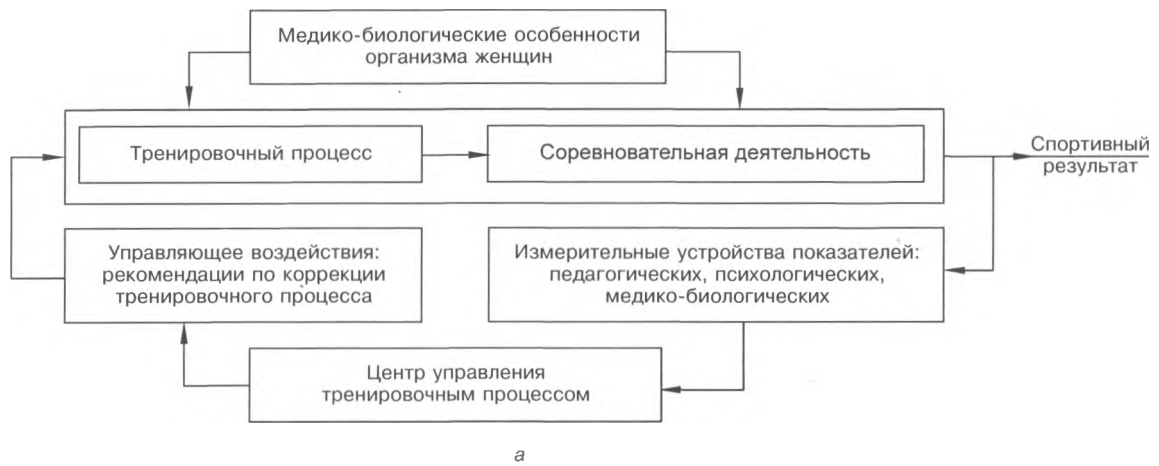 Медико-биологические особенности
организма женщин
Тренировочный процесс
Соревновательная деятельность
Спортивный
результат
Управляющее воздействия:
рекомендации по коррекции
тренировочного процесса
Измерительные устройства показателей:
педагогических, психологических,
медико-биологических
Центр управления
тренировочным процессом
а